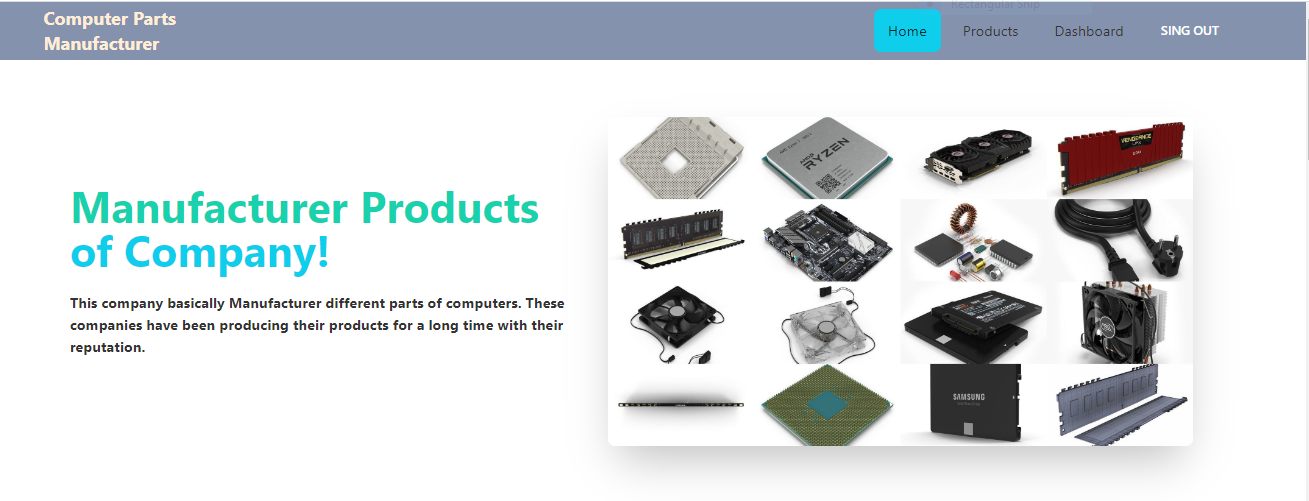 Computer Parts
Manufacturer
Rectangular Snip
Home
Products
Dashboard
SING OUT
Manufacturer Products
of Company!
This company basically Manufacturer different parts of computers. These
companies have been producing their products for a long time with their
reputation.
AMD
RYZEN
VENGEANCE
SAMSUNG